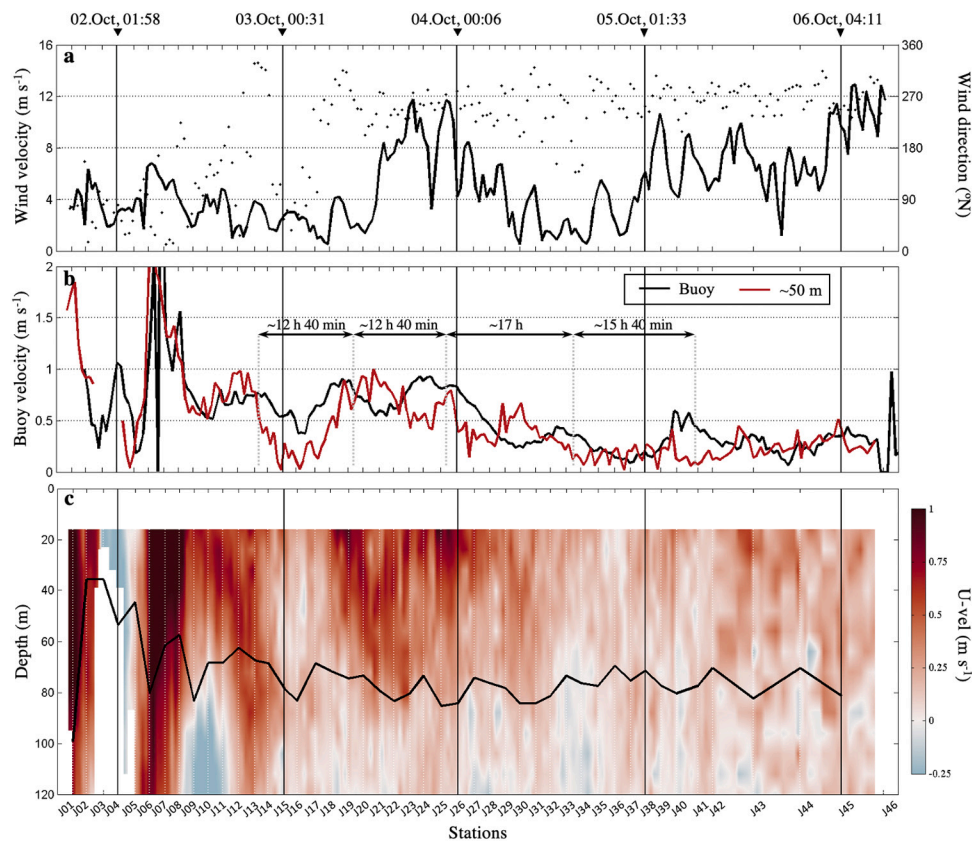 02.Oct, 01:58 03.Oct, 00:31 04.Oct, 00:06 05.Oct, 01:33 06.Oct, 04:11
a
Wind velocity (m s⁻¹)
16
12
8
4
0
360
270
180
90
0
Wind direction (°N)
b
Buoy velocity (m s⁻¹)
2
1.5
1
0.5
0
Buoy ~50 m
~12 h 40 min ~12 h 40 min ~17 h ~15 h 40 min
c
Depth (m)
0
20
40
60
80
100
120
1
0.75
0.5
0.25
0
-0.25
U-vel (m s⁻¹)
J01 J02 J03 J04 J05 J06 J07 J08 J09 J10 J11 J12 J13 J14 J15 J16 J17 J18 J19 J20 J21 J22 J23 J24 J25 J26 J27 J28 J29 J30 J31 J32 J33 J34 J35 J36 J37 J38 J39 J40 J41 J42 J43 J44 J45 J46
Stations